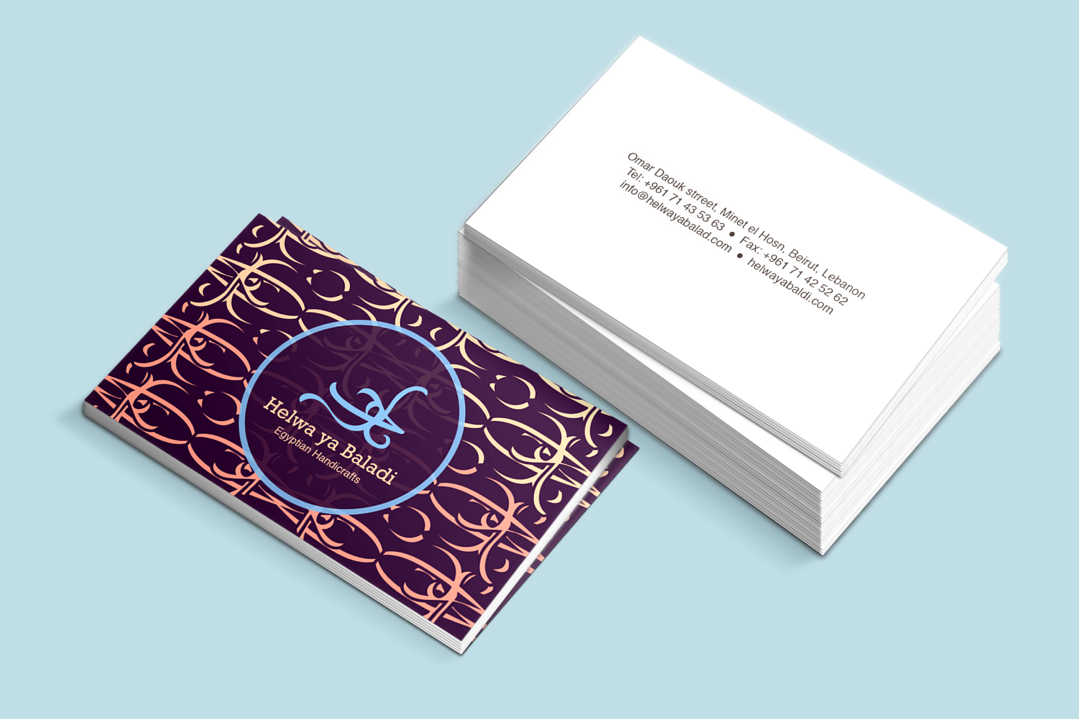 Helwa ya Baladi
Egyptian Handicrafts
Omar Daouk strreet, Minet el Hosn, Beirut, Lebanon
Tel: +961 71 43 53 63 ● Fax: +961 71 42 52 62
info@helwayabalad.com ● helwayabaldi.com